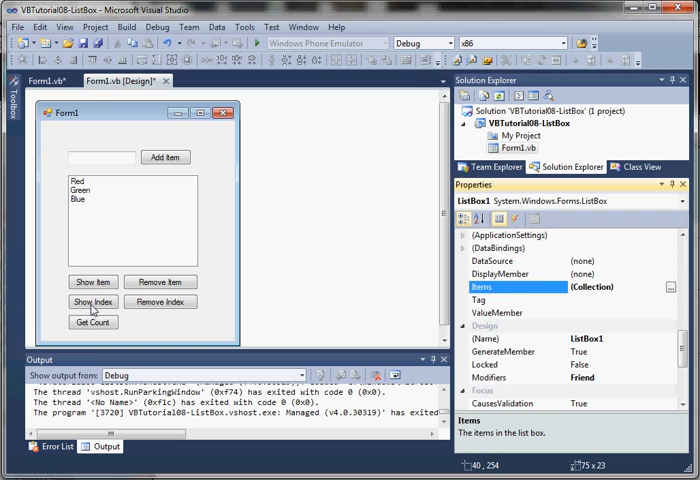 VBTutorial08-ListBox - Microsoft Visual Studio
File Edit View Project Build Debug Team Data Tools Test Window Help
Windows Phone Emulator Debug x86
Form1.vb* Form1.vb [Design]*
Toolbox
Form1
Add Item
Red
Green
Blue
Show Item Remove Item
Show Index Remove Index
Get Count
Output
Show output from: Debug
The thread 'vshost.RunParkingWindow' (0xf74) has exited with code 0 (0x0).
The thread '<No Name>' (0xf1c) has exited with code 0 (0x0).
The program '[3720] VBTutorial08-ListBox.vshost.exe: Managed (v4.0.30319)' has exited
Error List Output
Solution Explorer
Solution 'VBTutorial08-ListBox' (1 project)
VBTutorial08-ListBox
My Project
Form1.vb
Team Explorer Solution Explorer Class View
Properties
ListBox1 System.Windows.Forms.ListBox
(ApplicationSettings)
(DataBindings)
DataSource (none)
DisplayMember (none)
Items (Collection) ...
Tag
ValueMember
Design
(Name) ListBox1
GenerateMember True
Locked False
Modifiers Friend
Focus
CausesValidation True
Items
The items in the list box.
40 , 254 75 x 23